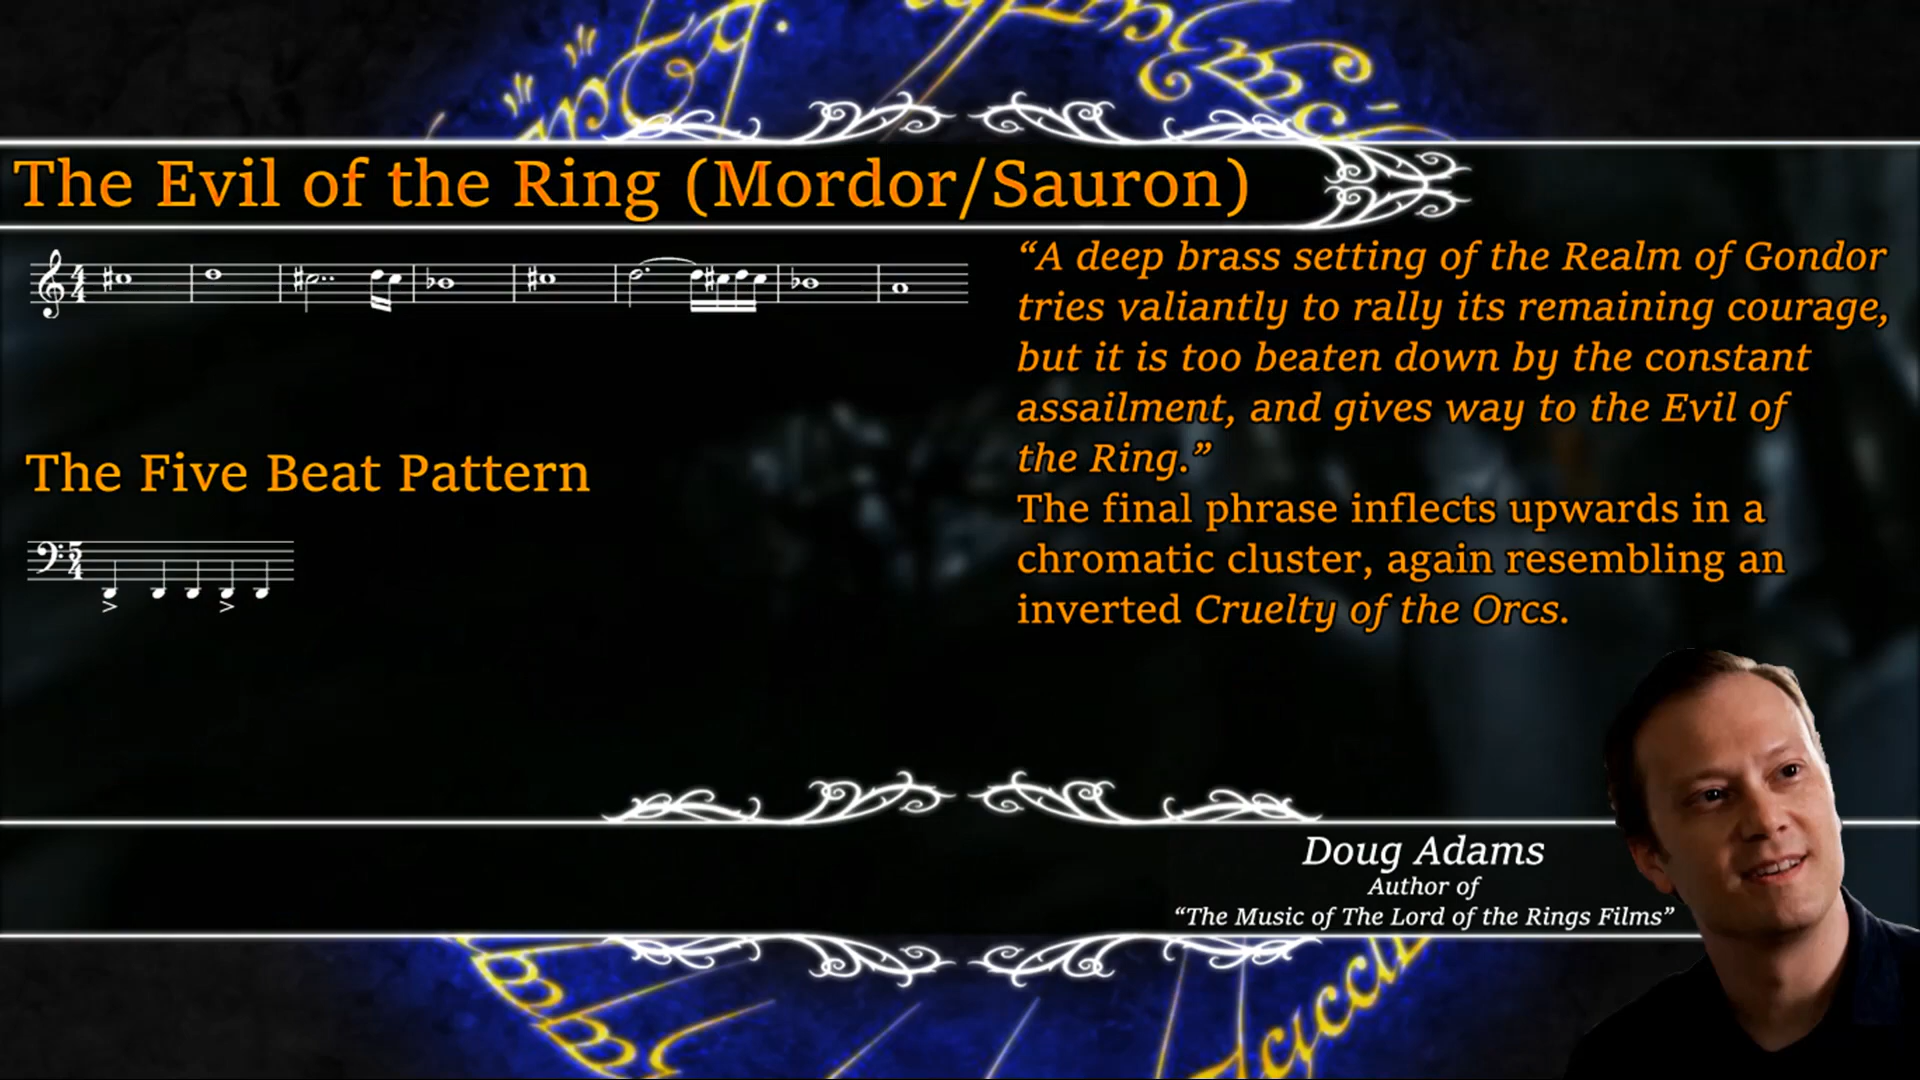 The Evil of the Ring (Mordor/Sauron)
“A deep brass setting of the Realm of Gondor
tries valiantly to rally its remaining courage,
but it is too beaten down by the constant
assailment, and gives way to the Evil of
the Ring.”
The final phrase inflects upwards in a
chromatic cluster, again resembling an
inverted Cruelty of the Orcs.
The Five Beat Pattern
Doug Adams
Author of
“The Music of The Lord of the Rings Films”